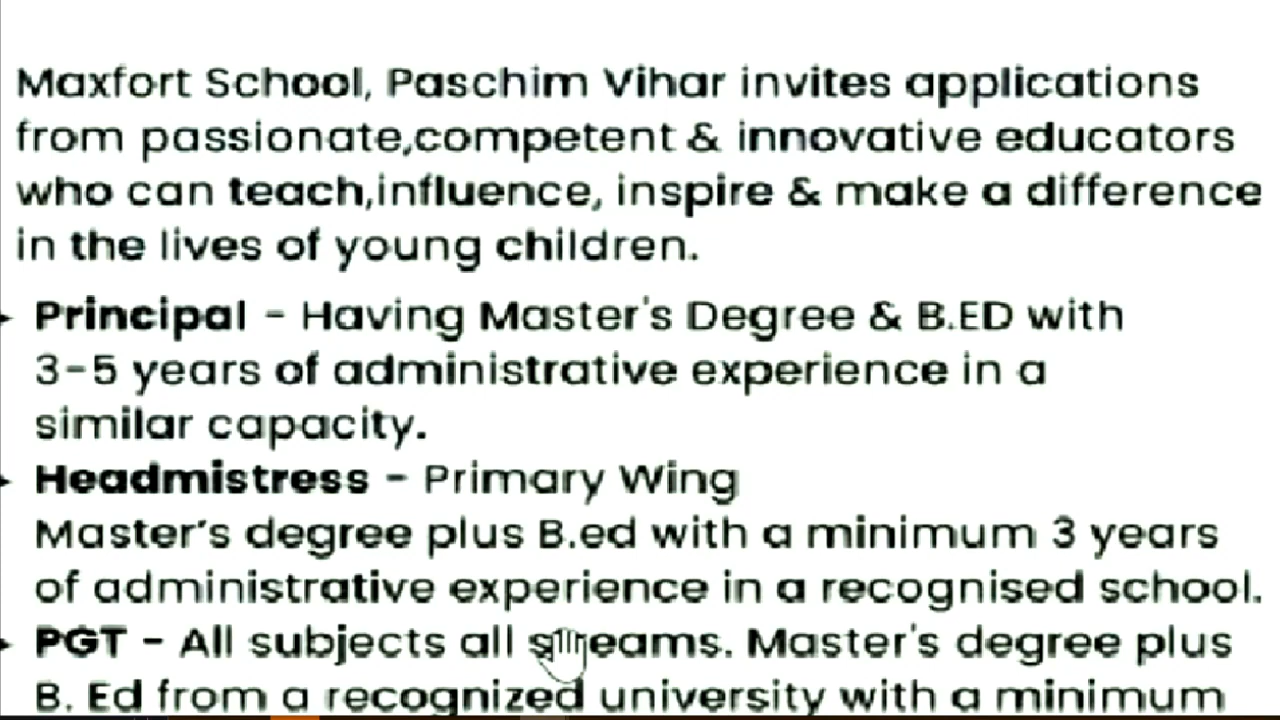 Maxfort School, Paschim Vihar invites applications
from passionate,competent & innovative educators
who can teach,influence, inspire & make a difference
in the lives of young children.
Principal - Having Master's Degree & B.ED with
3-5 years of administrative experience in a
similar capacity.
Headmistress - Primary Wing
Master's degree plus B.ed with a minimum 3 years
of administrative experience in a recognised school.
PGT - All subjects all streams. Master's degree plus
B. Ed from a recognized university with a minimum